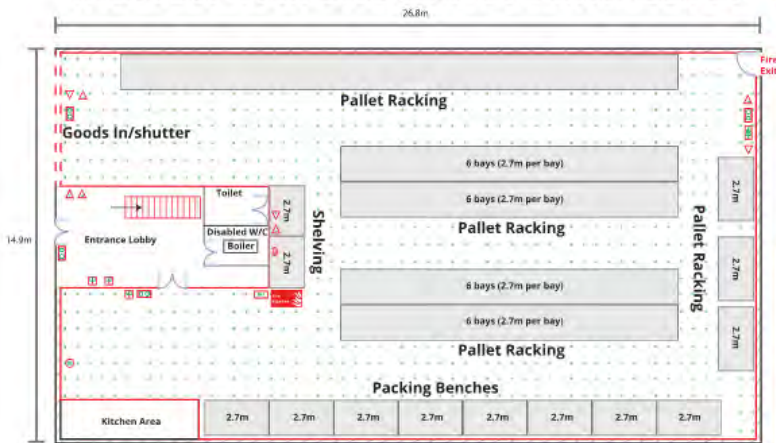 26.8m
14.9m
Fire
Exit
Pallet Racking
Goods In/shutter
6 bays (2.7m per bay)
6 bays (2.7m per bay)
Pallet Racking
Toilet
2.7m
Disabled W/C
Boiler
2.7m
Entrance Lobby
Shelving
6 bays (2.7m per bay)
6 bays (2.7m per bay)
Pallet Racking
2.7m
2.7m
2.7m
Pallet Racking
Packing Benches
Kitchen Area
2.7m
2.7m
2.7m
2.7m
2.7m
2.7m
2.7m
2.7m